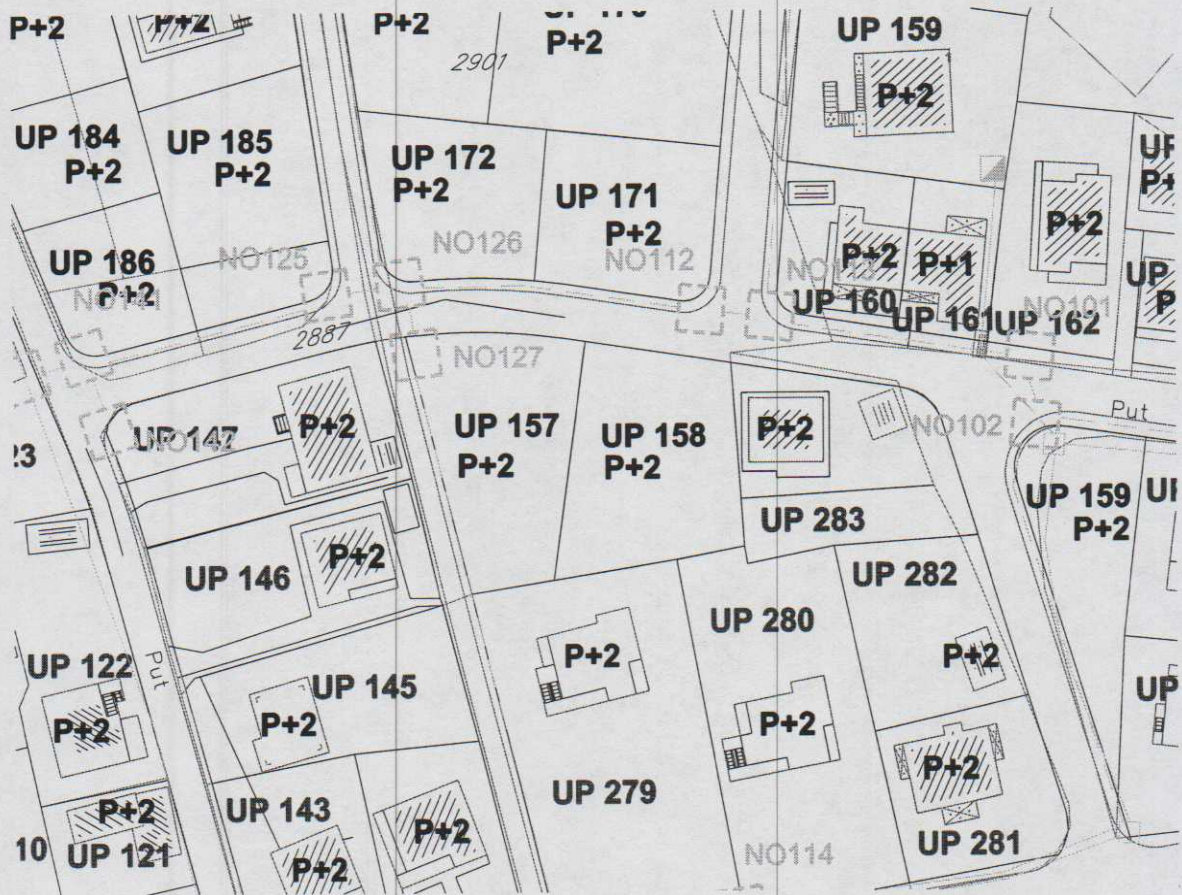 P+2
P+2
P+2
P+2
2901
UP 159
P+2
UP 184
P+2
UP 185
P+2
UP 172
P+2
UP 171
P+2
P+2
UP 186
P+2
NO125
NO126
NO112
P+2
P+1
UP 160
UP 161
UP 162
NO101
UP
2887
NO127
UP 147
P+2
UP 157
P+2
UP 158
P+2
P+2
NO102
Put
UP 159
P+2
UP 283
UP 146
P+2
UP 282
UP 280
P+2
P+2
UP 122
P+2
Put
UP 145
P+2
P+2
UP
P+2
UP 279
UP 143
P+2
P+2
P+2
10
UP 121
UP 281
NO114